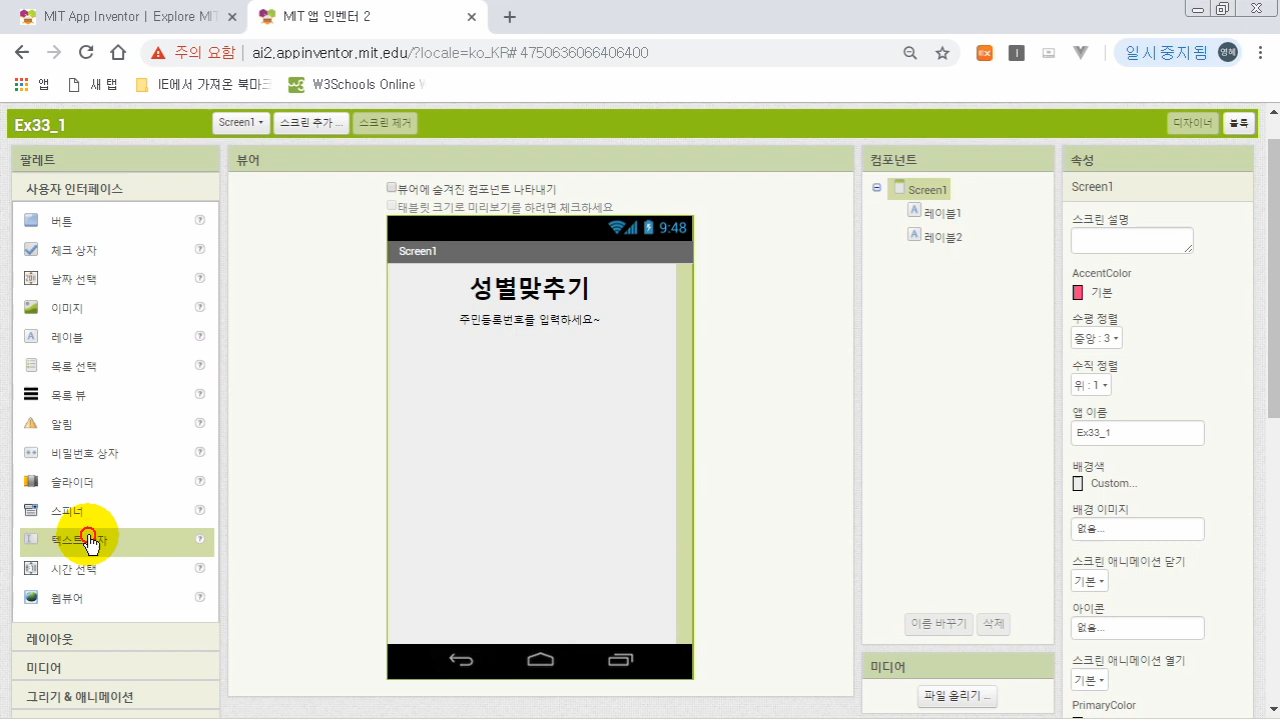 MIT App Inventor | Explore MIT
MIT 앱 인벤터 2
주의 요함 | ai2.appinventor.mit.edu/?locale=ko_KR#4750636066406400
일시중지됨 영혜
앱 새 탭 IE에서 가져온 북마크 W3Schools Online
Ex33_1 Screen1 스크린 추가 ... 스크린 제거 디자이너 블록
팔레트
사용자 인터페이스
버튼
체크 상자
날짜 선택
이미지
레이블
목록 선택
목록 뷰
알림
비밀번호 상자
슬라이더
스피너
텍스트 상자
시간 선택
웹뷰어
레이아웃
미디어
그리기 & 애니메이션
뷰어
뷰어에 숨겨진 컴포넌트 나타내기
태블릿 크기로 미리보기를 하려면 체크하세요
9:48
Screen1
성별맞추기
주민등록번호를 입력하세요~
컴포넌트
Screen1
레이블1
레이블2
이름 바꾸기 삭제
미디어
파일 올리기 ...
속성
Screen1
스크린 설명
AccentColor
기본
수평 정렬
중앙 : 3
수직 정렬
위 : 1
앱 이름
Ex33_1
배경색
Custom...
배경 이미지
없음...
스크린 애니메이션 닫기
기본
아이콘
없음...
스크린 애니메이션 열기
기본
PrimaryColor